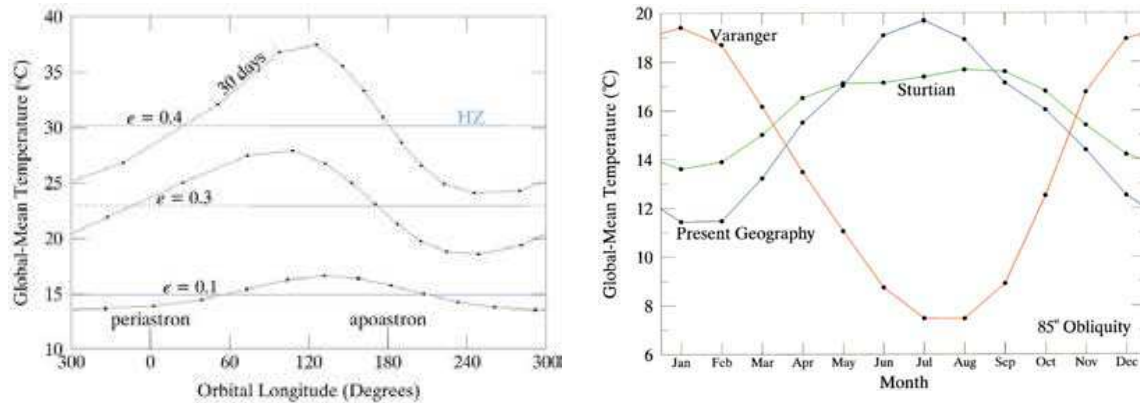 40
35
30
25
20
15
10
Global-Mean Temperature (°C)
30 days
e = 0.4
HZ
e = 0.3
e = 0.1
periastron
apoastron
300
0
60
120
180
240
300
Orbital Longitude (Degrees)
20
18
16
14
12
10
8
6
Global-Mean Temperature (°C)
Varanger
Sturtian
Present Geography
85° Obliquity
Jan
Feb
Mar
Apr
May
Jun
Jul
Aug
Sep
Oct
Nov
Dec
Month